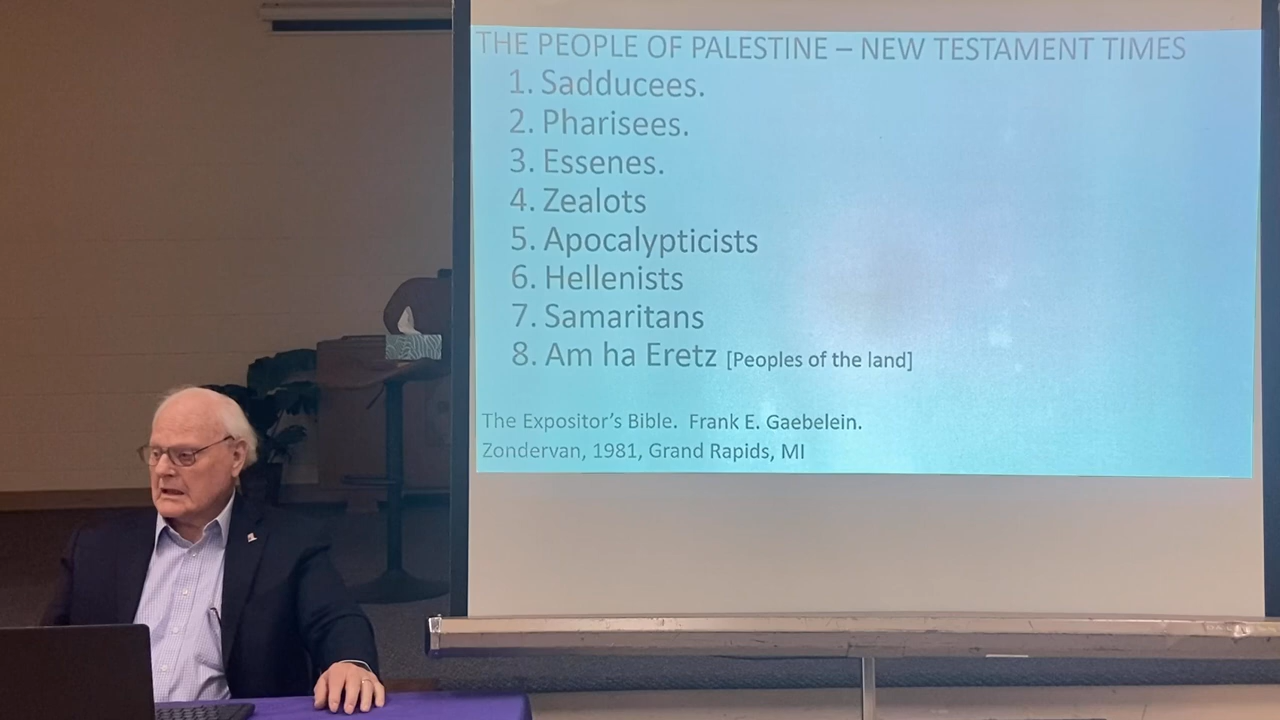 THE PEOPLE OF PALESTINE – NEW TESTAMENT TIMES
1. Sadducees.
2. Pharisees.
3. Essenes.
4. Zealots
5. Apocalypticists
6. Hellenists
7. Samaritans
8. Am ha Eretz [Peoples of the land]
The Expositor's Bible. Frank E. Gaebelein.
Zondervan, 1981, Grand Rapids, MI